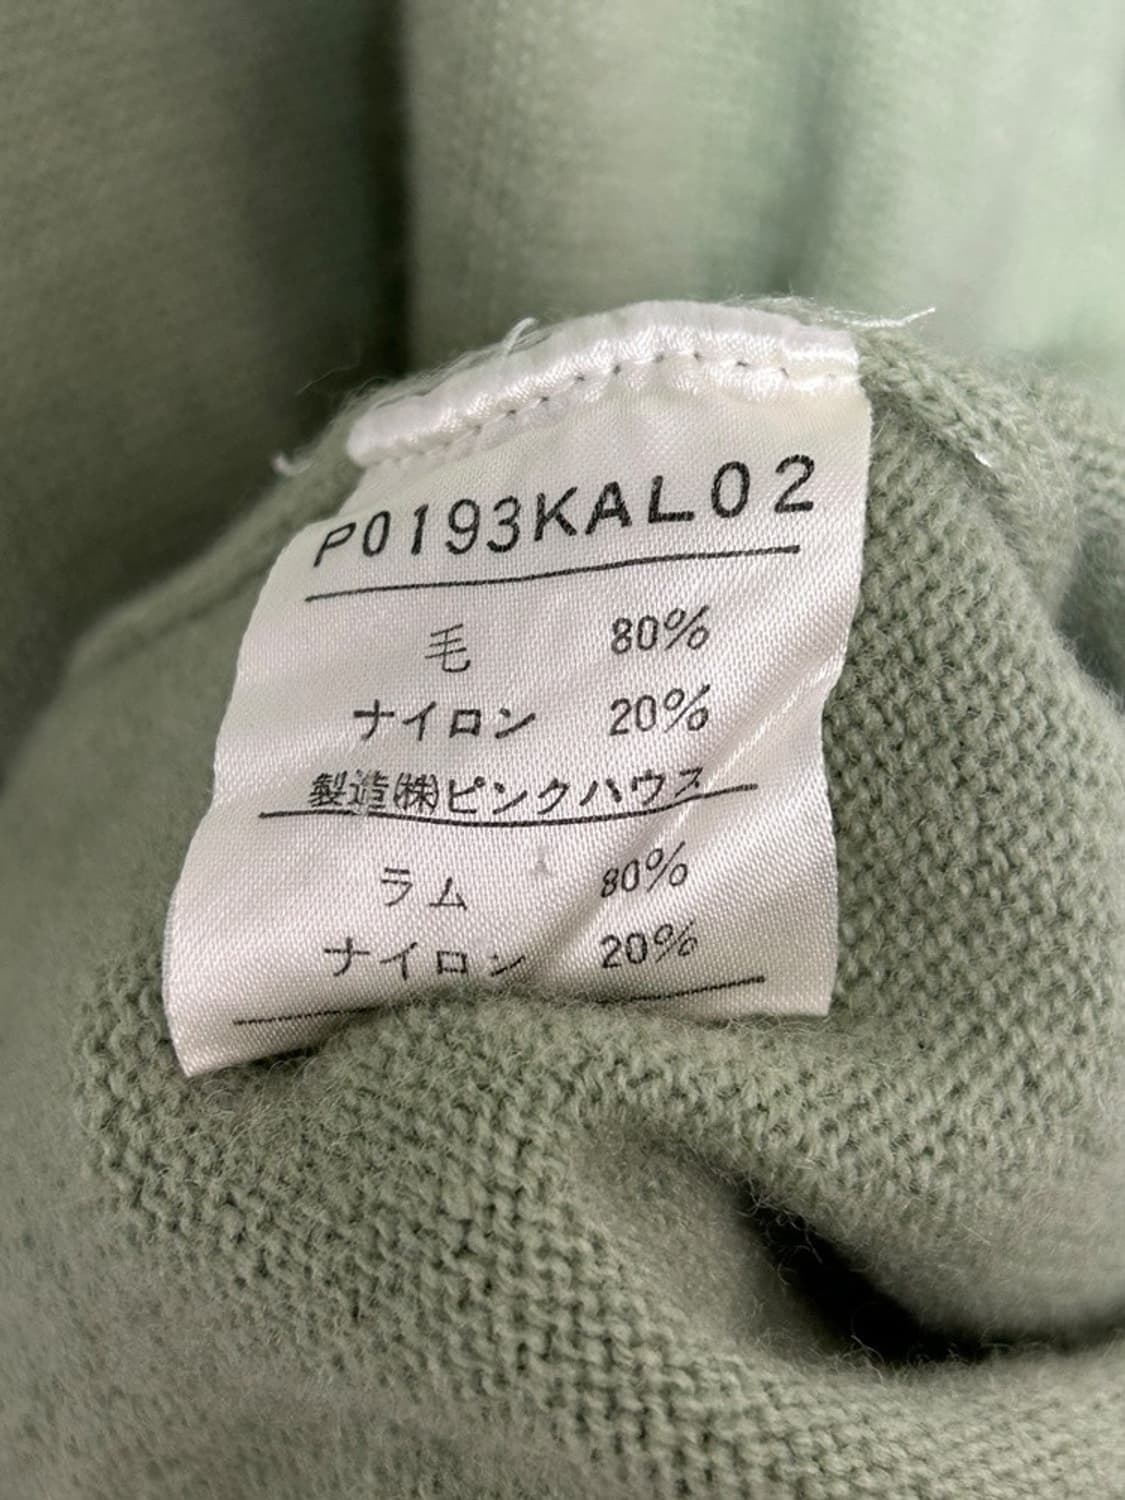 P0193KAL02
毛 80%
ナイロン 20%
製造(株)ピンクハウス
ラム 80%
ナイロン 20%